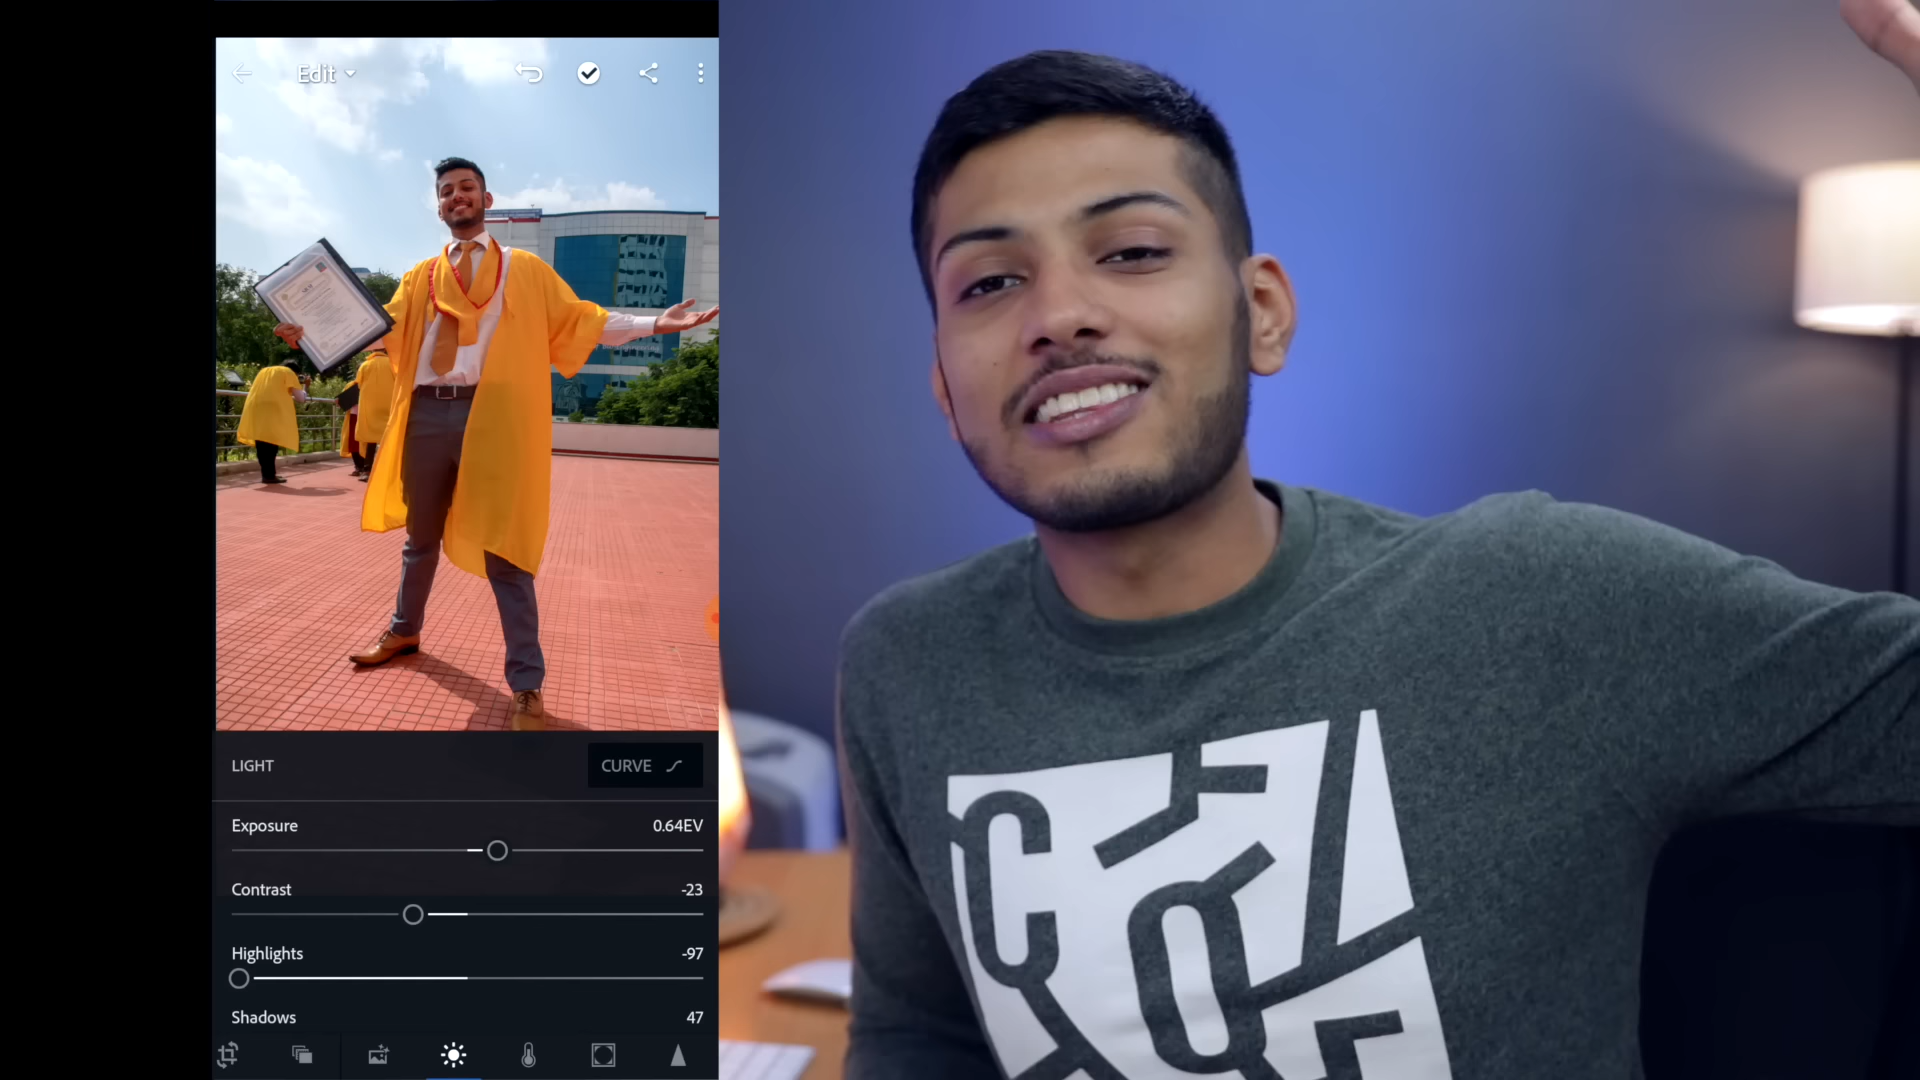 Edit
LIGHT
CURVE
Exposure
0.64EV
Contrast
-23
Highlights
-97
Shadows
47